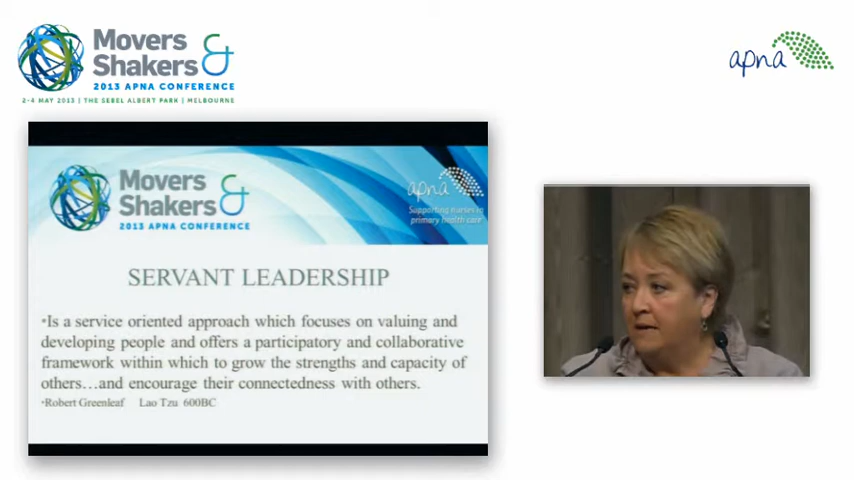 Movers &
Shakers
2013 APNA CONFERENCE
2-4 MAY 2013 | THE SEBEL ALBERT PARK | MELBOURNE
apna
Movers &
Shakers
2013 APNA CONFERENCE
apna
Supporting nurses in
primary health care
SERVANT LEADERSHIP
•Is a service oriented approach which focuses on valuing and
developing people and offers a participatory and collaborative
framework within which to grow the strengths and capacity of
others…and encourage their connectedness with others.
•Robert Greenleaf Lao Tzu 600BC